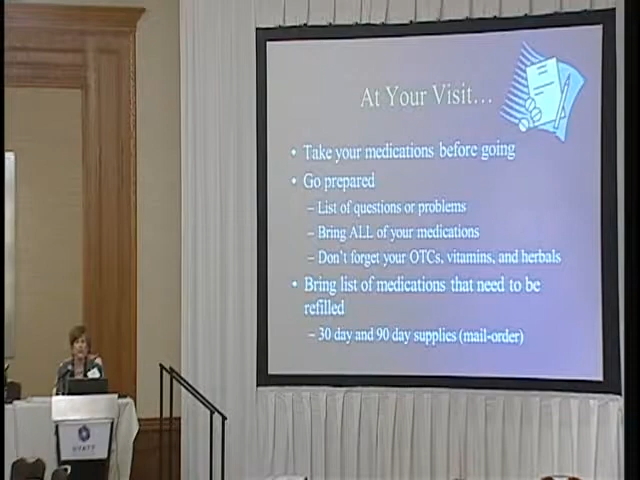 At Your Visit…
• Take your medications before going
• Go prepared
– List of questions or problems
– Bring ALL of your medications
– Don't forget your OTCs, vitamins, and herbals
• Bring list of medications that need to be
refilled
– 30 day and 90 day supplies (mail-order)
HYATT